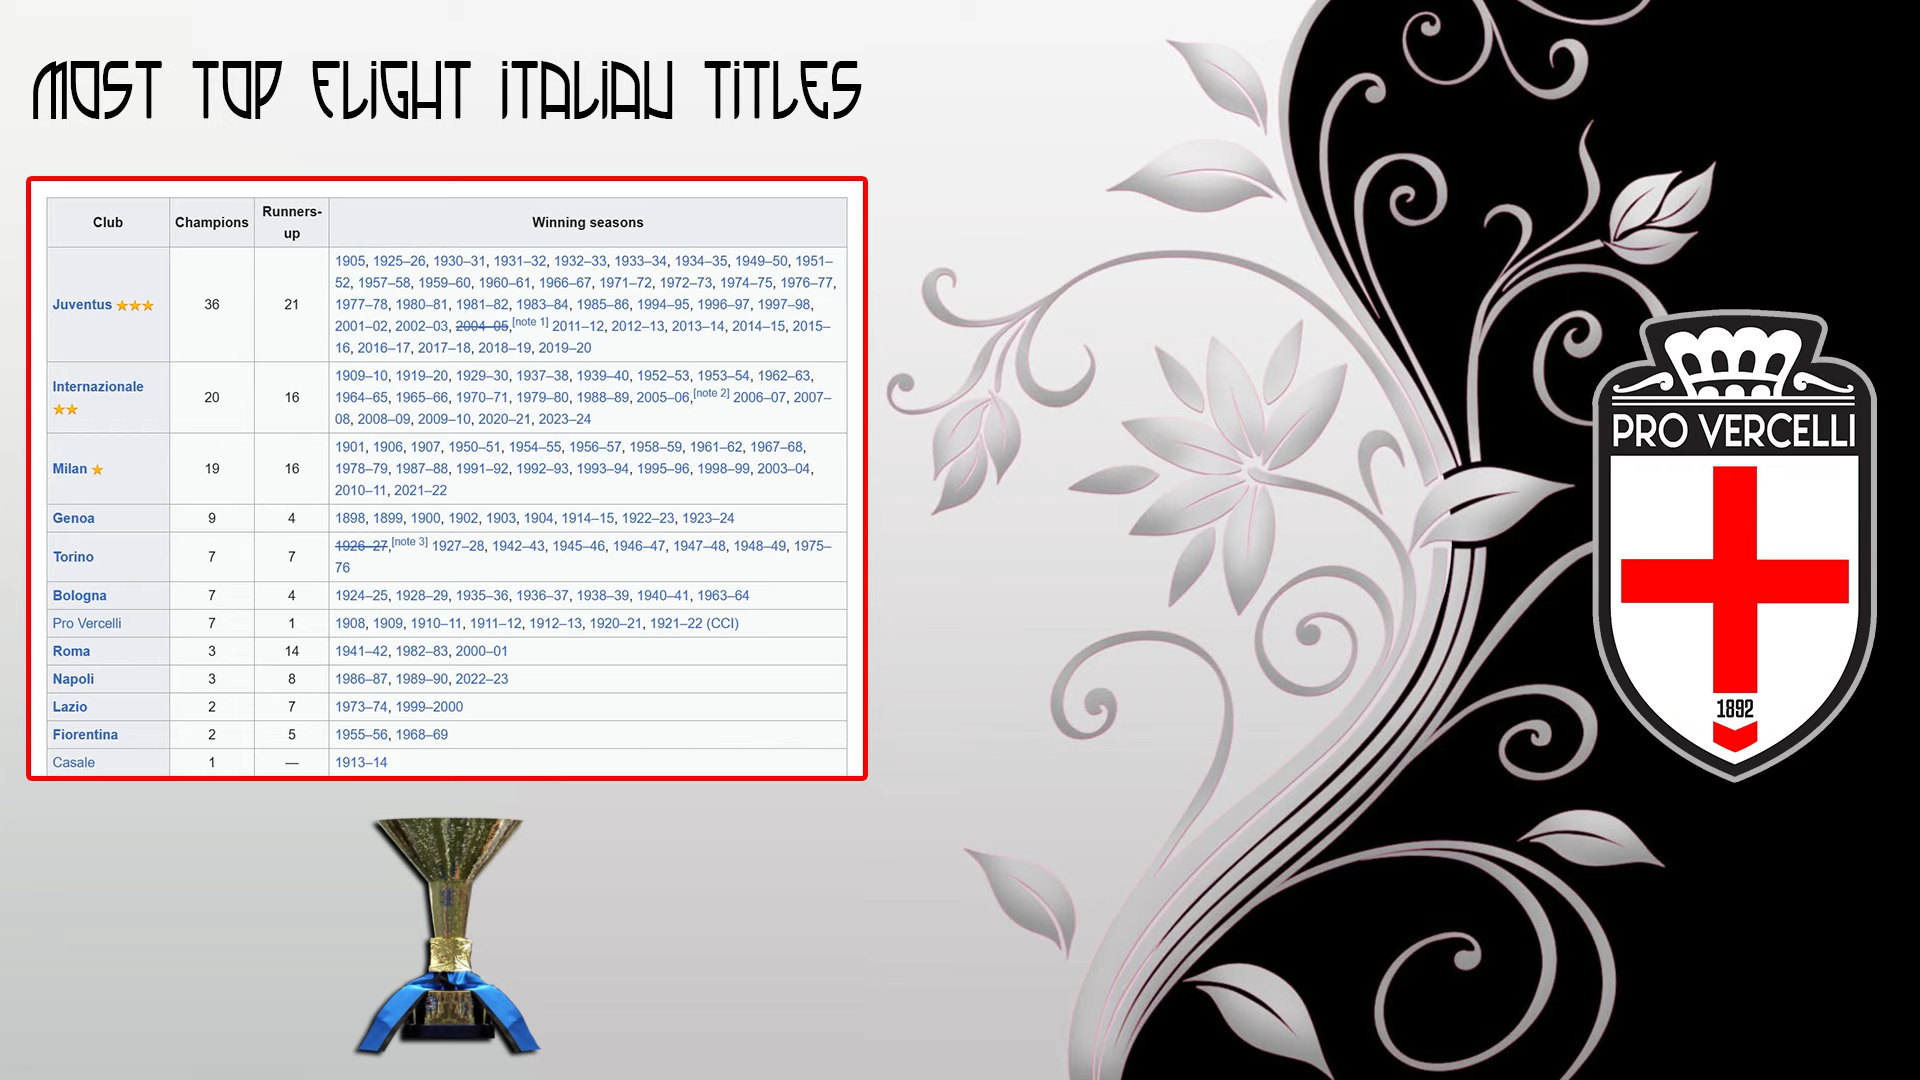 MOST TOP FLIGHT ITALIAN TITLES
Club Champions Runners-up Winning seasons
Juventus 36 21 1905, 1925–26, 1930–31, 1931–32, 1932–33, 1933–34, 1934–35, 1949–50, 1951–
52, 1957–58, 1959–60, 1960–61, 1966–67, 1971–72, 1972–73, 1974–75, 1976–77,
1977–78, 1980–81, 1981–82, 1983–84, 1985–86, 1994–95, 1996–97, 1997–98,
2001–02, 2002–03, 2004–05,[note 1] 2011–12, 2012–13, 2013–14, 2014–15, 2015–
16, 2016–17, 2017–18, 2018–19, 2019–20
Internazionale 20 16 1909–10, 1919–20, 1929–30, 1937–38, 1939–40, 1952–53, 1953–54, 1962–63,
1964–65, 1965–66, 1970–71, 1979–80, 1988–89, 2005–06,[note 2] 2006–07, 2007–
08, 2008–09, 2009–10, 2020–21, 2023–24
Milan 19 16 1901, 1906, 1907, 1950–51, 1954–55, 1956–57, 1958–59, 1961–62, 1967–68,
1978–79, 1987–88, 1991–92, 1992–93, 1993–94, 1995–96, 1998–99, 2003–04,
2010–11, 2021–22
Genoa 9 4 1898, 1899, 1900, 1902, 1903, 1904, 1914–15, 1922–23, 1923–24
Torino 7 7 1926–27,[note 3] 1927–28, 1942–43, 1945–46, 1946–47, 1947–48, 1948–49, 1975–
76
Bologna 7 4 1924–25, 1928–29, 1935–36, 1936–37, 1938–39, 1940–41, 1963–64
Pro Vercelli 7 1 1908, 1909, 1910–11, 1911–12, 1912–13, 1920–21, 1921–22 (CCI)
Roma 3 14 1941–42, 1982–83, 2000–01
Napoli 3 8 1986–87, 1989–90, 2022–23
Lazio 2 7 1973–74, 1999–2000
Fiorentina 2 5 1955–56, 1968–69
Casale 1 — 1913–14
PRO VERCELLI
1892